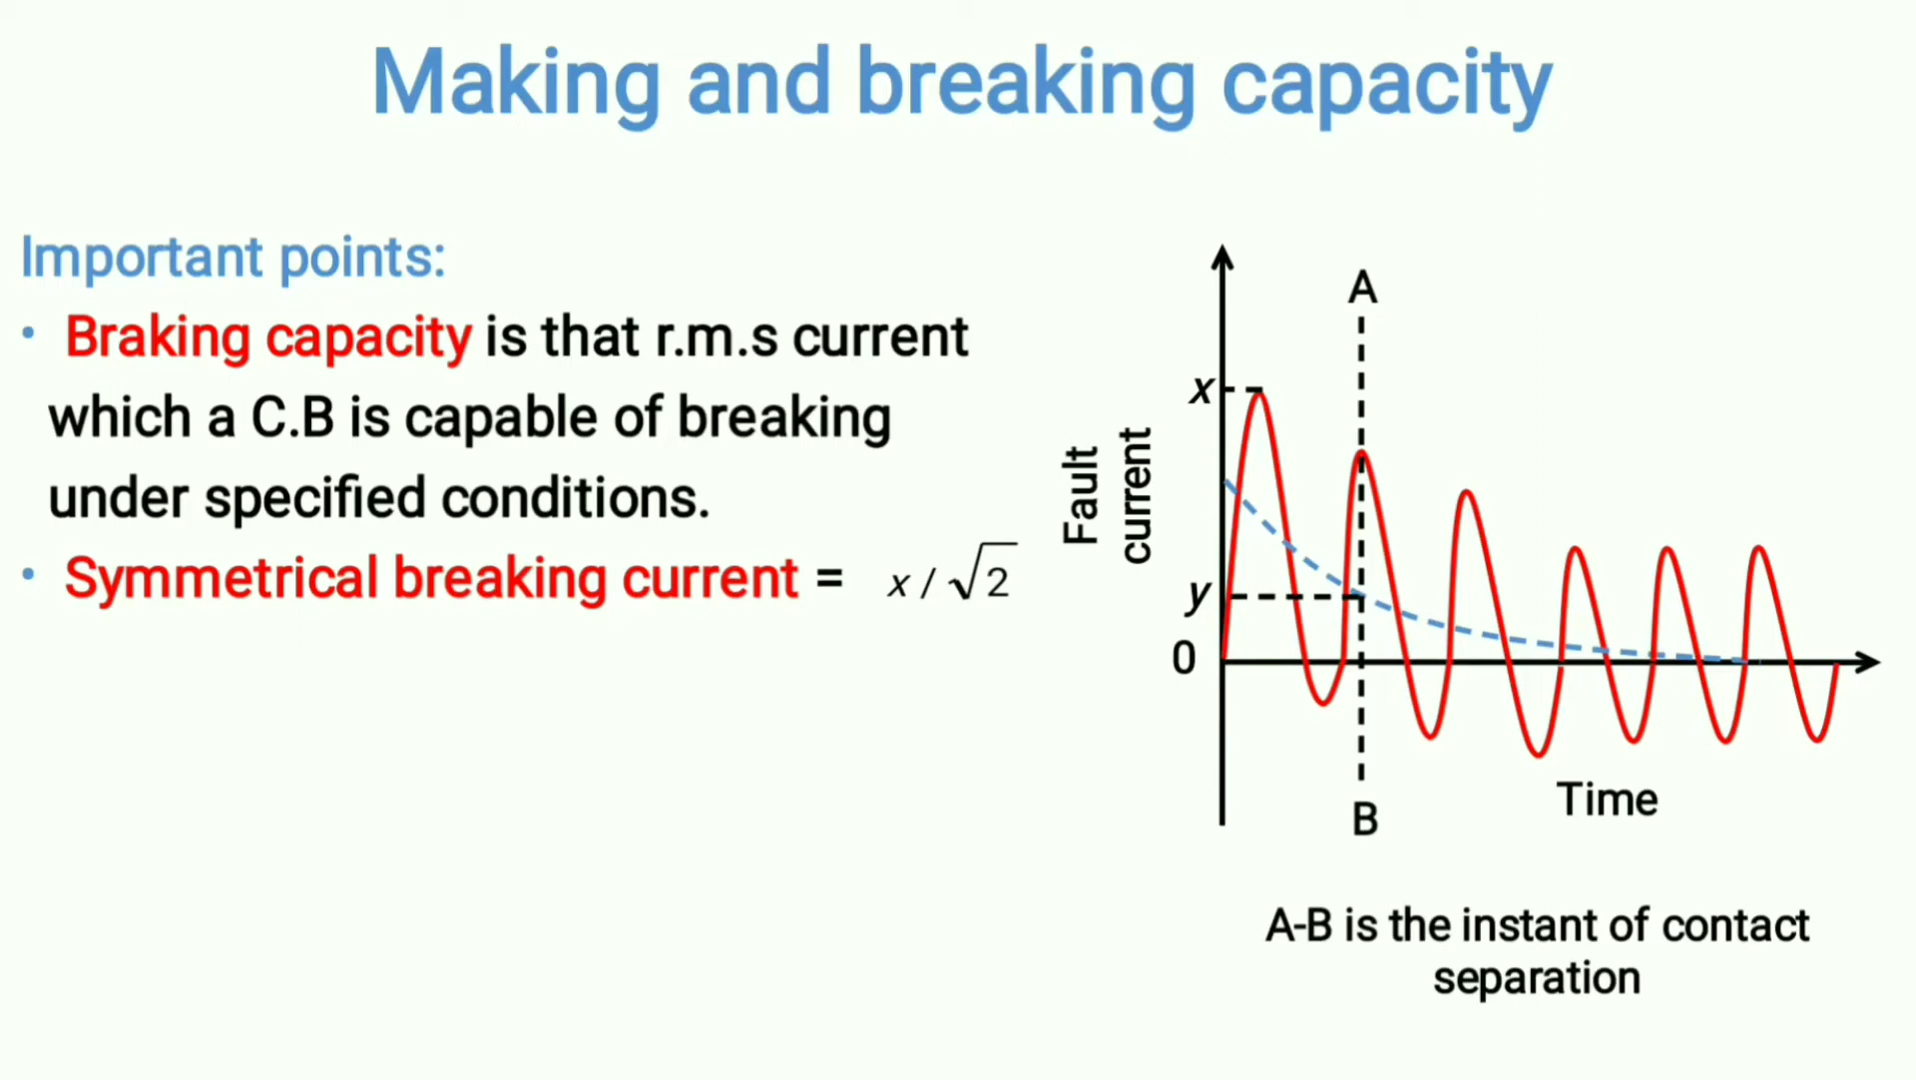 Making and breaking capacity
Important points:
• Braking capacity is that r.m.s current
which a C.B is capable of breaking
under specified conditions.
• Symmetrical breaking current = x / √2
A
x
Fault
current
y
0
Time
B
A-B is the instant of contact
separation